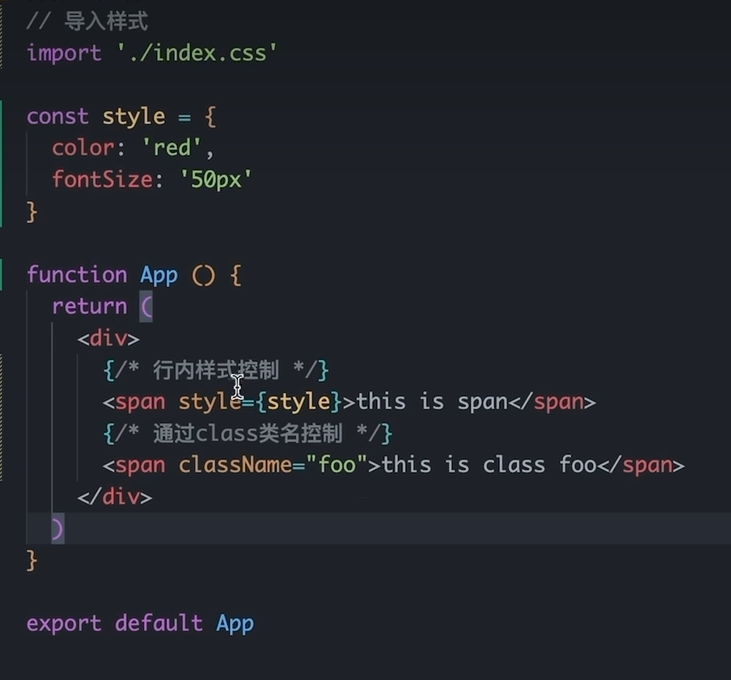 // 导入样式
import './index.css'
const style = {
color: 'red',
fontSize: '50px'
}
function App () {
return (
<div>
{/* 行内样式控制 */}
<span style={style}>this is span</span>
{/* 通过class类名控制 */}
<span className="foo">this is class foo</span>
</div>
)
}
export default App